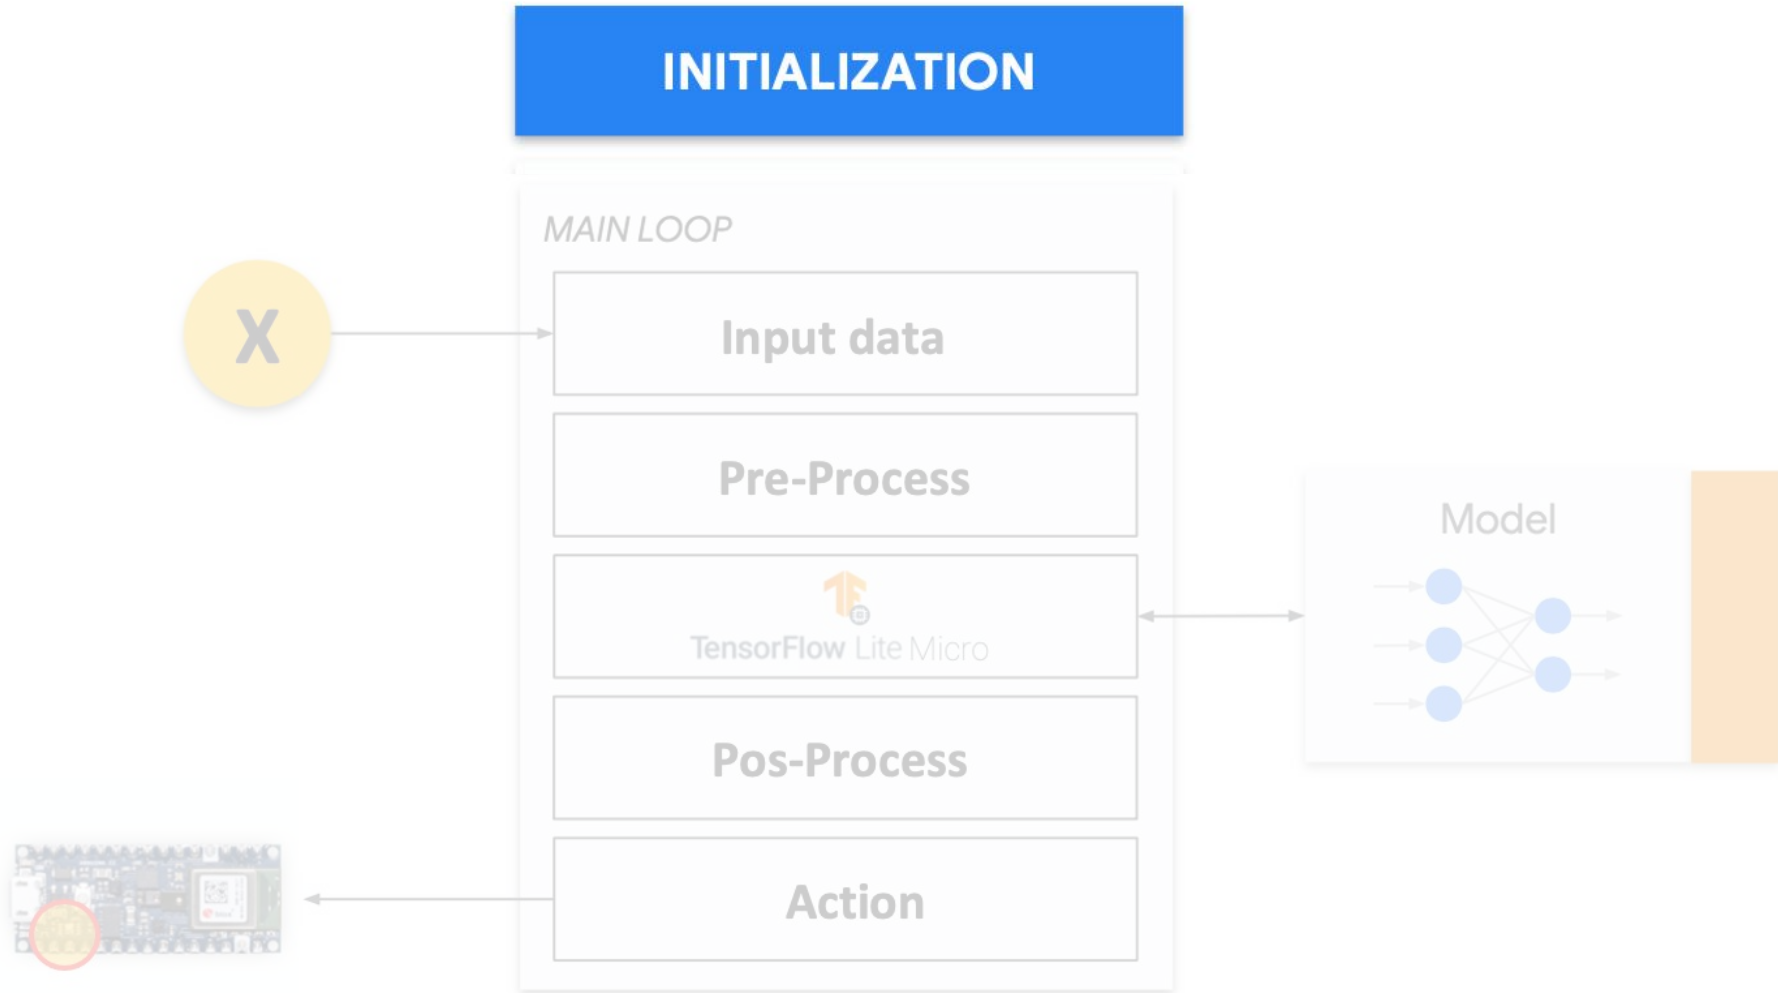 INITIALIZATION
MAIN LOOP
X
Input data
Pre-Process
Model
TensorFlow Lite Micro
Pos-Process
Action